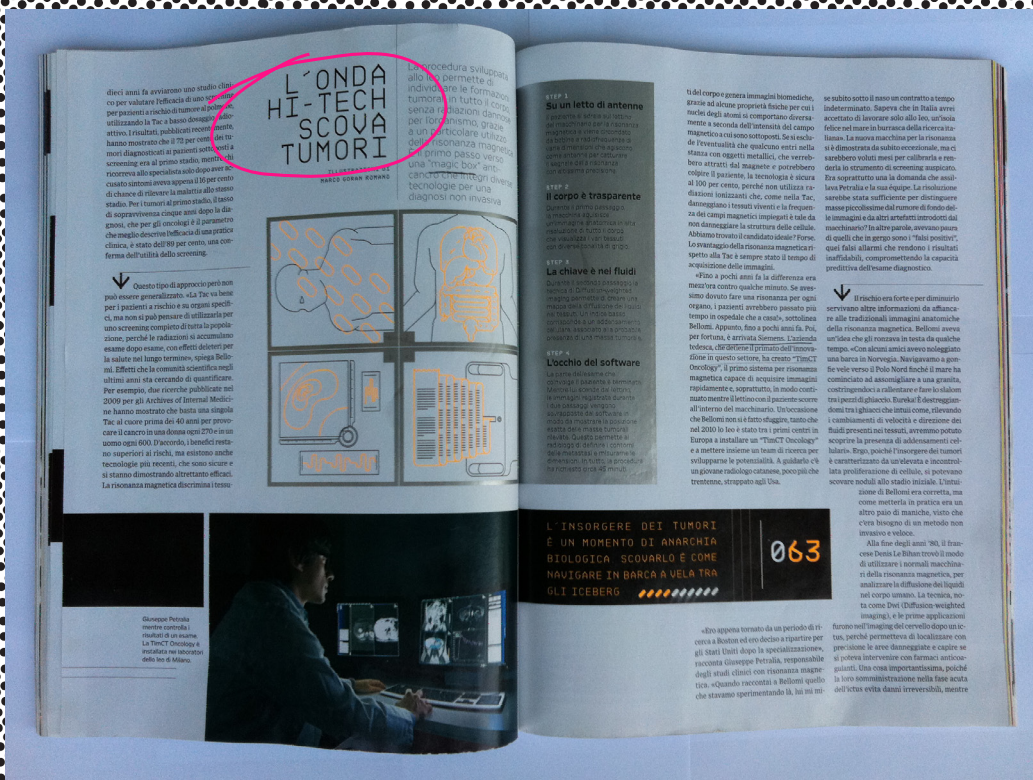 dieci anni fa avviarono uno studio clini-
co per valutare l'efficacia di uno screening
per pazienti a rischio di tumore al polmone,
utilizzando la Tac a basso dosaggio
attivo. I risultati, pubblicati recentemente,
hanno mostrato che il 72 per cento dei tu-
mori diagnosticati ai pazienti sottoposti a
screening era al primo stadio, mentre chi
ricorreva allo specialista solo dopo aver ac-
cusato sintomi aveva appena il 16 per cento
di chance di rilevare la malattia allo stesso
stadio. Per i tumori al primo stadio, il tasso
di sopravvivenza cinque anni dopo la dia-
gnosi, che per gli oncologi è il parametro
che meglio descrive l'efficacia di una pratica
clinica, è stato dell'89 per cento, una con-
ferma dell'utilità dello screening.
Questo tipo di approccio però non
può essere generalizzato. «La Tac va bene
per i pazienti a rischio e su organi specifi-
ci, ma non si può pensare di utilizzarla per
uno screening completo di tutta la popola-
zione, perché le radiazioni si accumulano
esame dopo esame, con effetti deleteri per
la salute nel lungo termine», spiega Bello-
mi. Effetti che la comunità scientifica negli
ultimi anni sta cercando di quantificare.
Per esempio, due ricerche pubblicate nel
2009 per gli Archives of Internal Medici-
ne hanno mostrato che basta una singola
Tac al cuore prima dei 40 anni per provo-
care il cancro in una donna ogni 270 e in un
uomo ogni 600. D'accordo, i benefici resta-
no superiori ai rischi, ma esistono anche
tecnologie più recenti, che sono sicure e
si stanno dimostrando altrettanto efficaci.
La risonanza magnetica discrimina i tessu-
L'ONDA
HI-TECH
SCOVA
TUMORI
ILLUSTRAZIONE DI
MARCO GORAN ROMANO
La procedura sviluppata
allo Ieo permette di
individuare le formazioni
tumorali in tutto il corpo
senza radiazioni dannose
per l'organismo, grazie
a un particolare utilizzo
della risonanza magnetica
È il primo passo verso
una "magic box" anti-
cancro che integri diverse
tecnologie per una
diagnosi non invasiva
Giuseppe Petralia
mentre controlla i
risultati di un esame.
La TimCT Oncology è
installata nei laboratori
dello Ieo di Milano.
STEP 1
Su un letto di antenne
STEP 2
Il corpo è trasparente
STEP 3
La chiave è nei fluidi
STEP 4
L'occhio del software
L'INSORGERE DEI TUMORI
È UN MOMENTO DI ANARCHIA
BIOLOGICA. SCOVARLO È COME
NAVIGARE IN BARCA A VELA TRA
GLI ICEBERG
063
ti del corpo e genera immagini biomediche,
grazie ad alcune proprietà fisiche per cui i
nuclei degli atomi si comportano diversa-
mente a seconda dell'intensità del campo
magnetico a cui sono sottoposti. Se si esclu-
de l'eventualità che qualcuno entri nella
stanza con oggetti metallici, che verreb-
bero attratti dal magnete e potrebbero
colpire il paziente, la tecnologia è sicura
al 100 per cento, perché non utilizza ra-
diazioni ionizzanti che, come nella Tac,
danneggiano i tessuti viventi e la frequen-
za dei campi magnetici impiegati è tale da
non danneggiare la struttura delle cellule.
Abbiamo trovato il candidato ideale? Forse.
Lo svantaggio della risonanza magnetica ri-
spetto alla Tac è sempre stato il tempo di
acquisizione delle immagini.
«Fino a pochi anni fa la differenza era
mezz'ora contro qualche minuto. Se aves-
simo dovuto fare una risonanza per ogni
organo, i pazienti avrebbero passato più
tempo in ospedale che a casa!», sottolinea
Bellomi. Appunto, fino a pochi anni fa. Poi,
per fortuna, è arrivata Siemens. L'azienda
tedesca, che detiene il primato dell'innova-
zione in questo settore, ha creato "TimCT
Oncology", il primo sistema per risonanza
magnetica capace di acquisire immagini
rapidamente e, soprattutto, in modo conti-
nuato mentre il lettino con il paziente scorre
all'interno del macchinario. Un'occasione
che Bellomi non si è fatto sfuggire, tanto che
nel 2010 lo Ieo è stato tra i primi centri in
Europa a installare un "TimCT Oncology"
e a mettere insieme un team di ricerca per
svilupparne le potenzialità. A guidarlo c'è
un giovane radiologo catanese, poco più che
trentenne, strappato agli Usa.
«Ero appena tornato da un periodo di ri-
cerca a Boston ed ero deciso a ripartire per
gli Stati Uniti dopo la specializzazione»,
racconta Giuseppe Petralia, responsabile
degli studi clinici con risonanza magne-
tica. «Quando raccontai a Bellomi quello
che stavamo sperimentando là, lui mi mi-
se subito sotto il naso un contratto a tempo
indeterminato. Sapeva che in Italia avrei
accettato di lavorare solo allo Ieo, un'isola
felice nel mare in burrasca della ricerca ita-
liana». La nuova macchina per la risonanza
si è dimostrata da subito eccezionale, ma ci
sarebbero voluti mesi per calibrarla e ren-
derla lo strumento di screening auspicato.
Era soprattutto una domanda che assil-
lava Petralia e la sua équipe. La risoluzione
sarebbe stata sufficiente per distinguere
masse piccolissime dal rumore di fondo del-
le immagini e da altri artefatti introdotti dal
macchinario? In altre parole, avevano paura
di quelli che in gergo sono i "falsi positivi",
quei falsi allarmi che rendono i risultati
inaffidabili, compromettendo la capacità
predittiva dell'esame diagnostico.
Il rischio era forte e per diminuirlo
servivano altre informazioni da affianca-
re alle tradizionali immagini anatomiche
della risonanza magnetica. Bellomi aveva
un'idea che gli ronzava in testa da qualche
tempo. «Con alcuni amici avevo noleggiato
una barca in Norvegia. Navigavamo a gon-
fie vele verso il Polo Nord finché il mare ha
cominciato ad assomigliare a una granita,
costringendoci a rallentare e fare lo slalom
tra i pezzi di ghiaccio. Eureka! È destreggian-
domi tra i ghiacci che intuii come, rilevando
i cambiamenti di velocità e direzione dei
fluidi presenti nei tessuti, avremmo potuto
scoprire la presenza di addensamenti cel-
lulari». Ergo, poiché l'insorgere dei tumori
è caratterizzato da un'elevata e incontrol-
lata proliferazione di cellule, si potevano
scovare noduli allo stadio iniziale. L'intui-
zione di Bellomi era corretta, ma
come metterla in pratica era un
altro paio di maniche, visto che
c'era bisogno di un metodo non
invasivo e veloce.
Alla fine degli anni '80, il fran-
cese Denis Le Bihan trovò il modo
di utilizzare i normali macchina-
ri della risonanza magnetica, per
analizzare la diffusione dei liquidi
nel corpo umano. La tecnica, no-
ta come Dwi (Diffusion-weighted
imaging), e le prime applicazioni
furono nell'imaging del cervello dopo un ic-
tus, perché permetteva di localizzare con
precisione le aree danneggiate e capire se
si poteva intervenire con farmaci anticoa-
gulanti. Una cosa importantissima, poiché
la loro somministrazione nella fase acuta
dell'ictus evita danni irreversibili, mentre